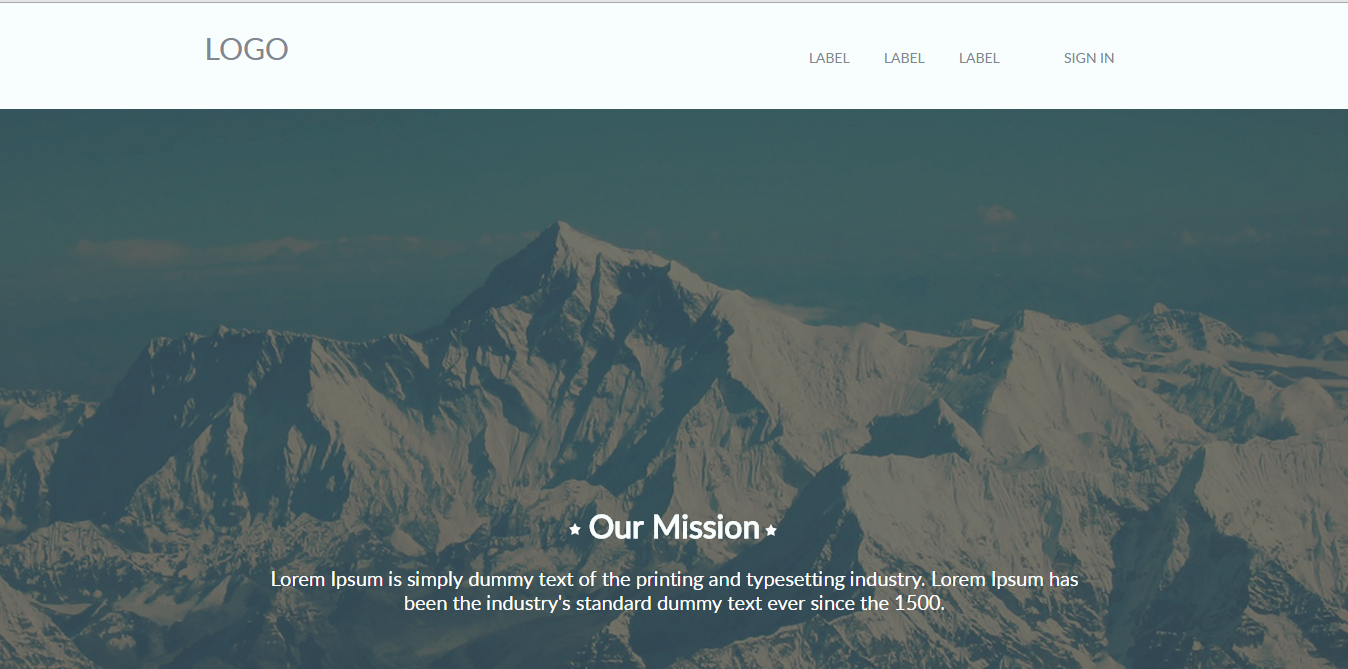 LOGO
LABEL LABEL LABEL SIGN IN
Our Mission
Lorem Ipsum is simply dummy text of the printing and typesetting industry. Lorem Ipsum has
been the industry's standard dummy text ever since the 1500.